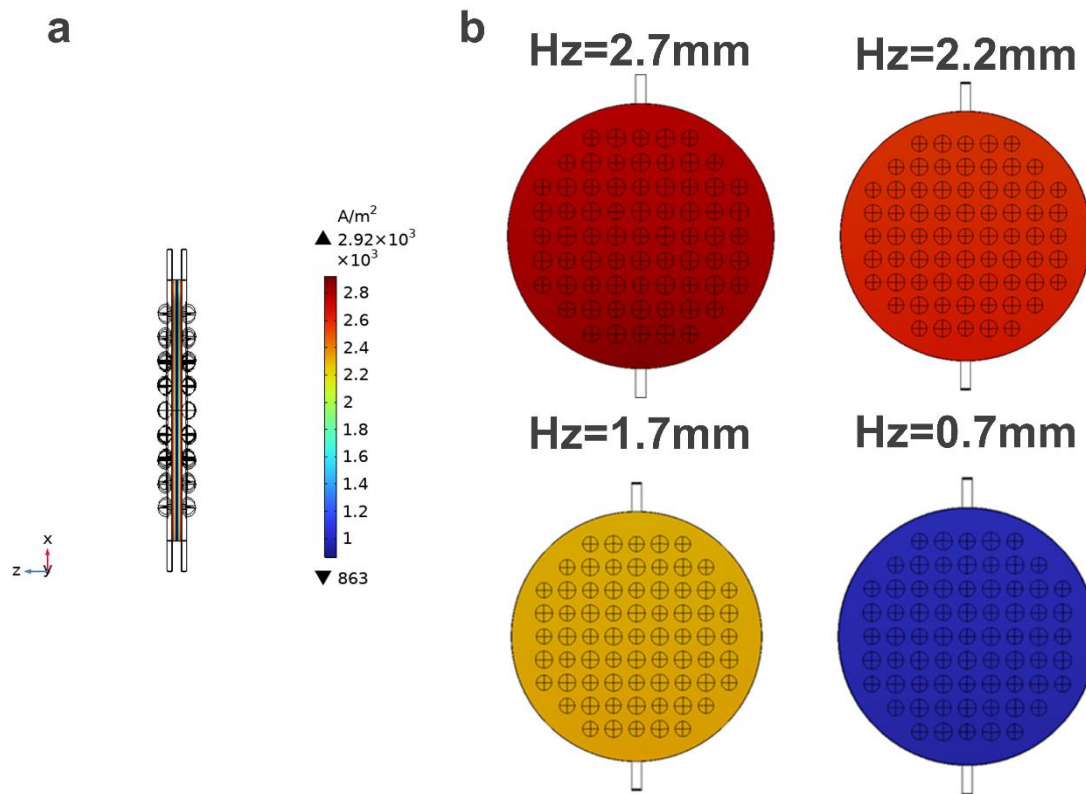 a
b
Hz=2.7mm
Hz=2.2mm
A/m²
▲ 2.92×10³
×10³
2.8
2.6
2.4
2.2
2
1.8
1.6
1.4
1.2
1
▼ 863
x
z
y
Hz=1.7mm
Hz=0.7mm